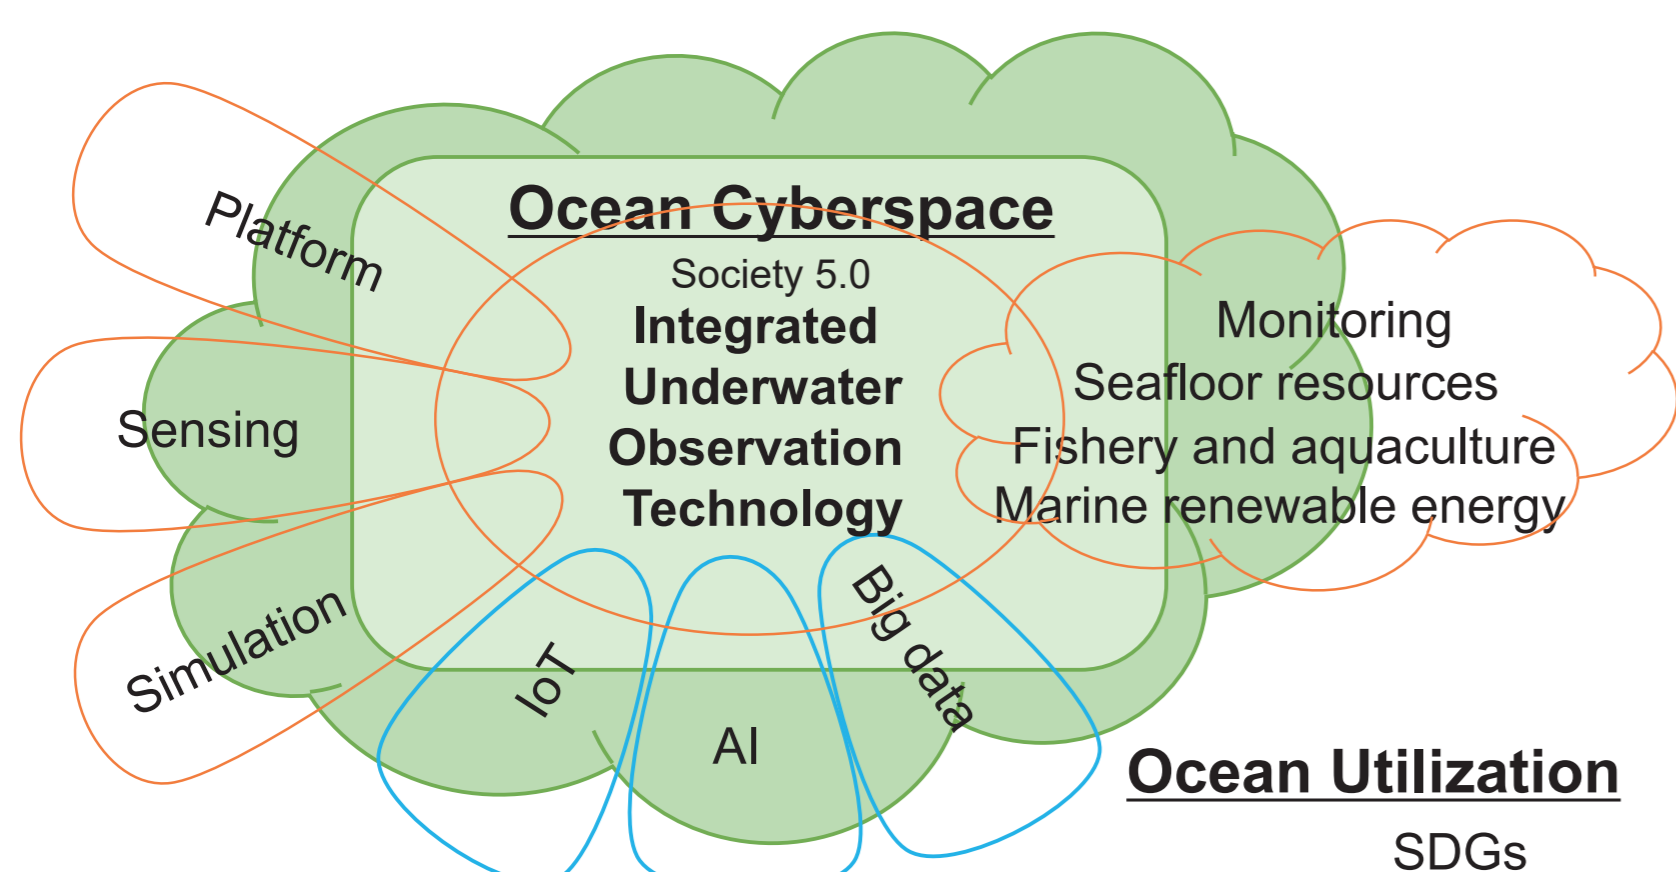 Ocean Cyberspace
Society 5.0
Integrated
Underwater
Observation
Technology
Platform
Sensing
Simulation
IoT
AI
Big data
Monitoring
Seafloor resources
Fishery and aquaculture
Marine renewable energy
Ocean Utilization
SDGs